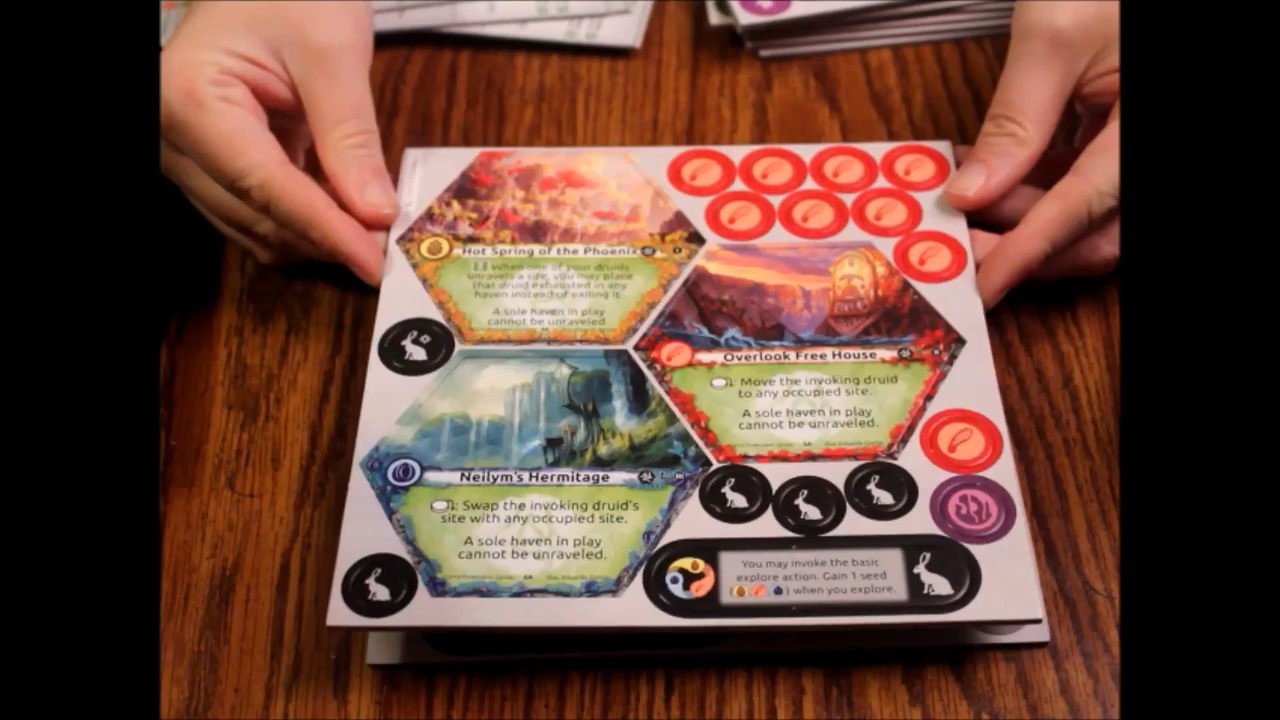 Hot Spring of the Phoenix
When one of your druids
unravels a site, you may place
that druid exhausted in any
haven instead of exiling it.
A sole haven in play
cannot be unraveled
Overlook Free House
: Move the invoking druid
to any occupied site.
A sole haven in play
cannot be unraveled.
Neilym's Hermitage
: Swap the invoking druid's
site with any occupied site.
A sole haven in play
cannot be unraveled.
You may invoke the basic
explore action. Gain 1 seed
( ) when you explore.